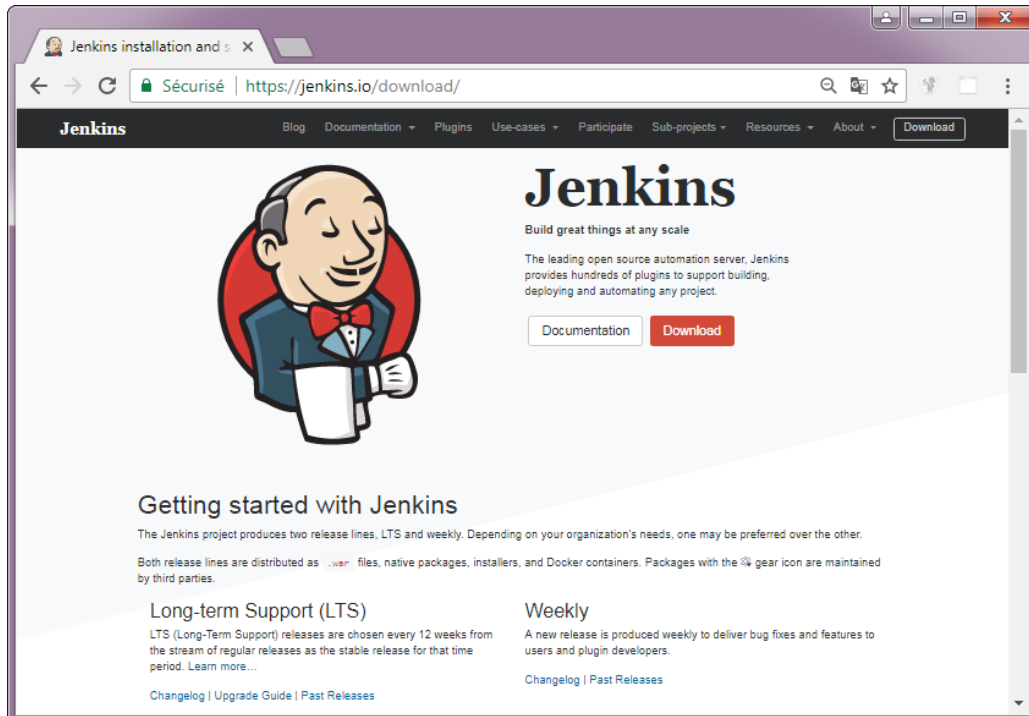 Jenkins installation and s
Sécurisé | https://jenkins.io/download/
Jenkins Blog Documentation Plugins Use-cases Participate Sub-projects Resources About Download
Jenkins
Build great things at any scale
The leading open source automation server, Jenkins
provides hundreds of plugins to support building,
deploying and automating any project.
Documentation Download
Getting started with Jenkins
The Jenkins project produces two release lines, LTS and weekly. Depending on your organization's needs, one may be preferred over the other.
Both release lines are distributed as .war files, native packages, installers, and Docker containers. Packages with the gear icon are maintained
by third parties.
Long-term Support (LTS)
LTS (Long-Term Support) releases are chosen every 12 weeks from
the stream of regular releases as the stable release for that time
period. Learn more…
Changelog | Upgrade Guide | Past Releases
Weekly
A new release is produced weekly to deliver bug fixes and features to
users and plugin developers.
Changelog | Past Releases